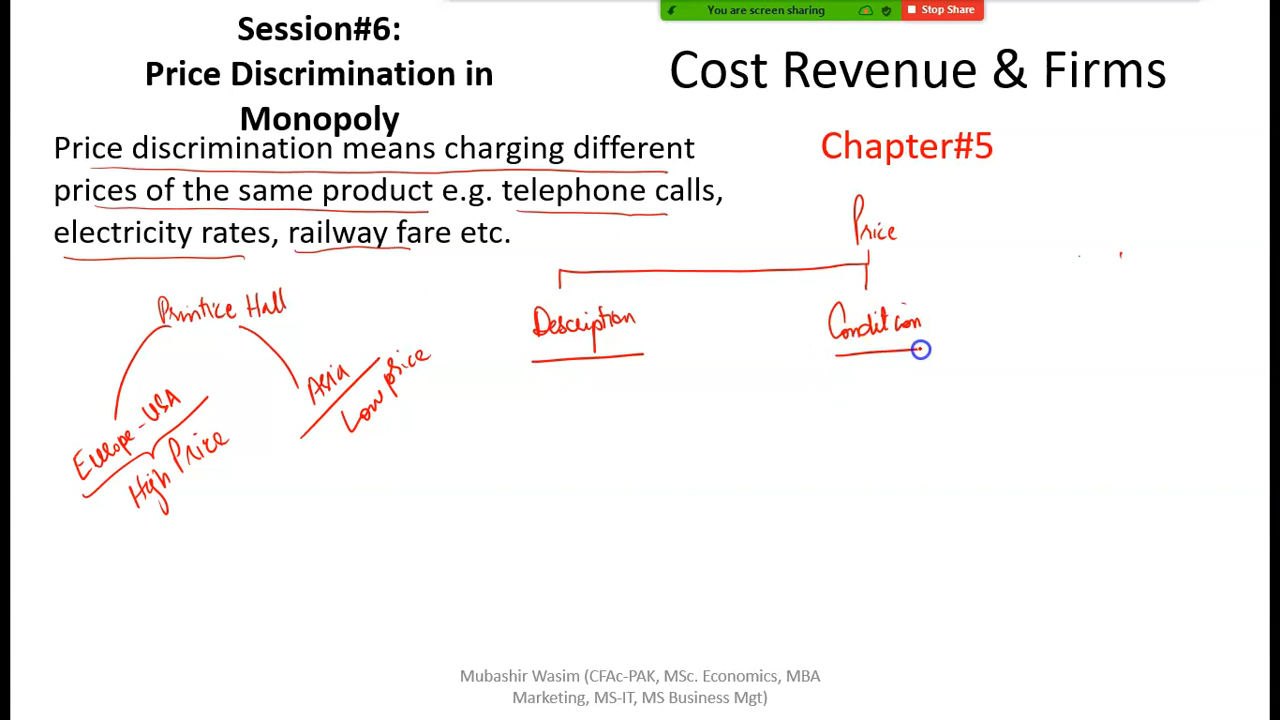 You are screen sharing
Stop Share
Session#6:
Price Discrimination in
Monopoly
Cost Revenue & Firms
Chapter#5
Price discrimination means charging different
prices of the same product e.g. telephone calls,
electricity rates, railway fare etc.
Price
Description
Condition
Printice Hall
Europe-USA
High Price
Asia
Low price
Mubashir Wasim (CFAc-PAK, MSc. Economics, MBA
Marketing, MS-IT, MS Business Mgt)